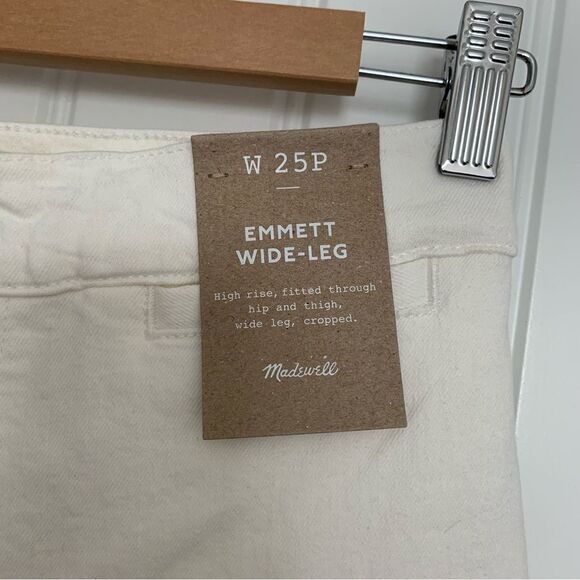 W 25P
EMMETT
WIDE-LEG
High rise, fitted through
hip and thigh,
wide leg, cropped.
Madewell